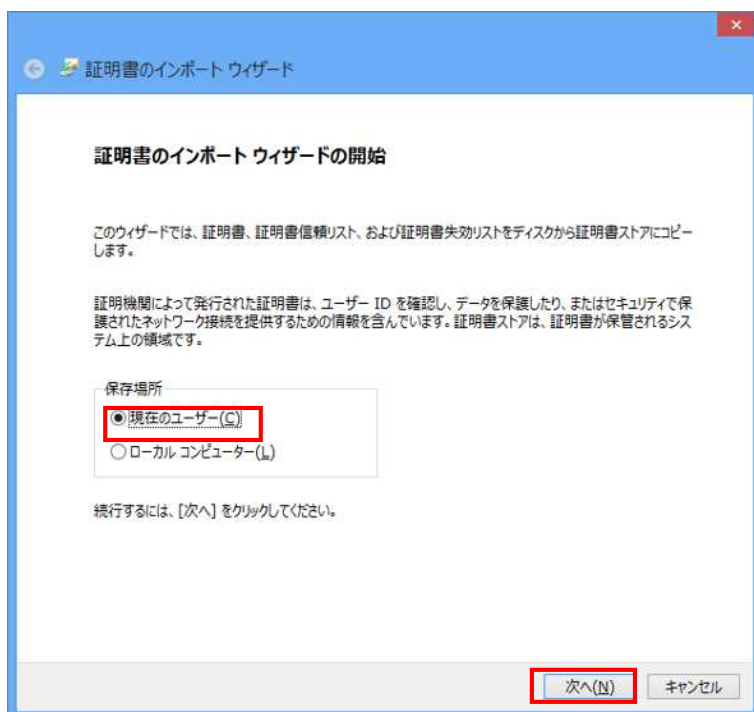 証明書のインポート ウィザード
証明書のインポート ウィザードの開始
このウィザードでは、証明書、証明書信頼リスト、および証明書失効リストをディスクから証明書ストアにコピー
します。
証明機関によって発行された証明書は、ユーザー ID を確認し、データを保護したり、またはセキュリティで保
護されたネットワーク接続を提供するための情報を含んでいます。証明書ストアは、証明書が保管されるシス
テム上の領域です。
保存場所
現在のユーザー(C)
ローカル コンピューター(L)
続行するには、[次へ] をクリックしてください。
次へ(N) キャンセル